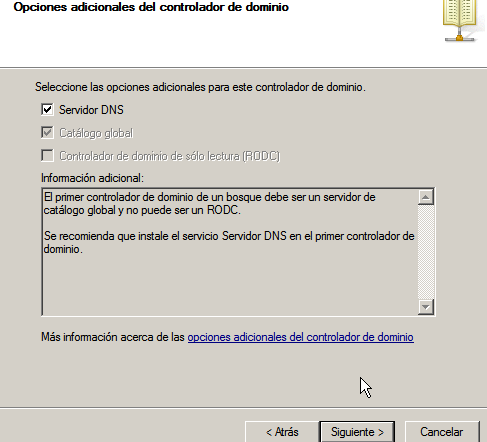 Opciones adicionales del controlador de dominio
Seleccione las opciones adicionales para este controlador de dominio.
Servidor DNS
Catálogo global
Controlador de dominio de sólo lectura (RODC)
Información adicional:
El primer controlador de dominio de un bosque debe ser un servidor de
catálogo global y no puede ser un RODC.
Se recomienda que instale el servicio Servidor DNS en el primer controlador de
dominio.
Más información acerca de las opciones adicionales del controlador de dominio
< Atrás
Siguiente >
Cancelar